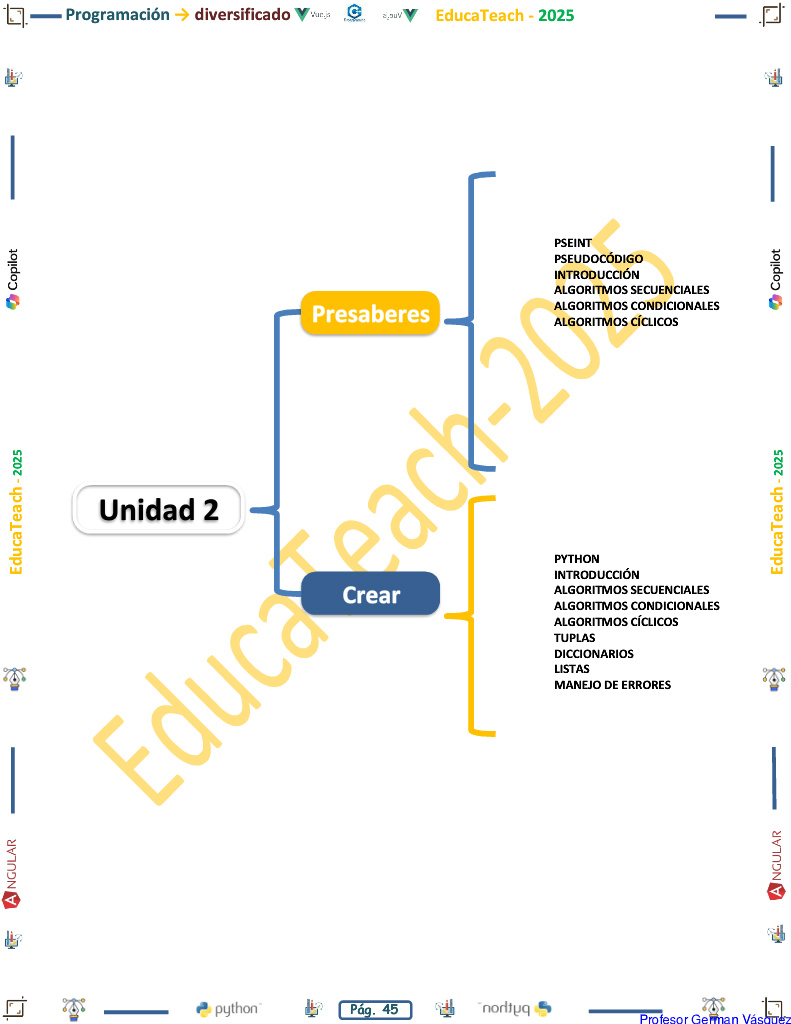 Programación → diversificado Vue.js EducaTeach - 2025
Copilot
Copilot
PSEINT
PSEUDOCÓDIGO
INTRODUCCIÓN
ALGORITMOS SECUENCIALES
ALGORITMOS CONDICIONALES
ALGORITMOS CÍCLICOS
Presaberes
EducaTeach-2025
EducaTeach - 2025
EducaTeach - 2025
Unidad 2
Crear
PYTHON
INTRODUCCIÓN
ALGORITMOS SECUENCIALES
ALGORITMOS CONDICIONALES
ALGORITMOS CÍCLICOS
TUPLAS
DICCIONARIOS
LISTAS
MANEJO DE ERRORES
ANGULAR
ANGULAR
python Pág. 45 python
Profesor German Vásquez